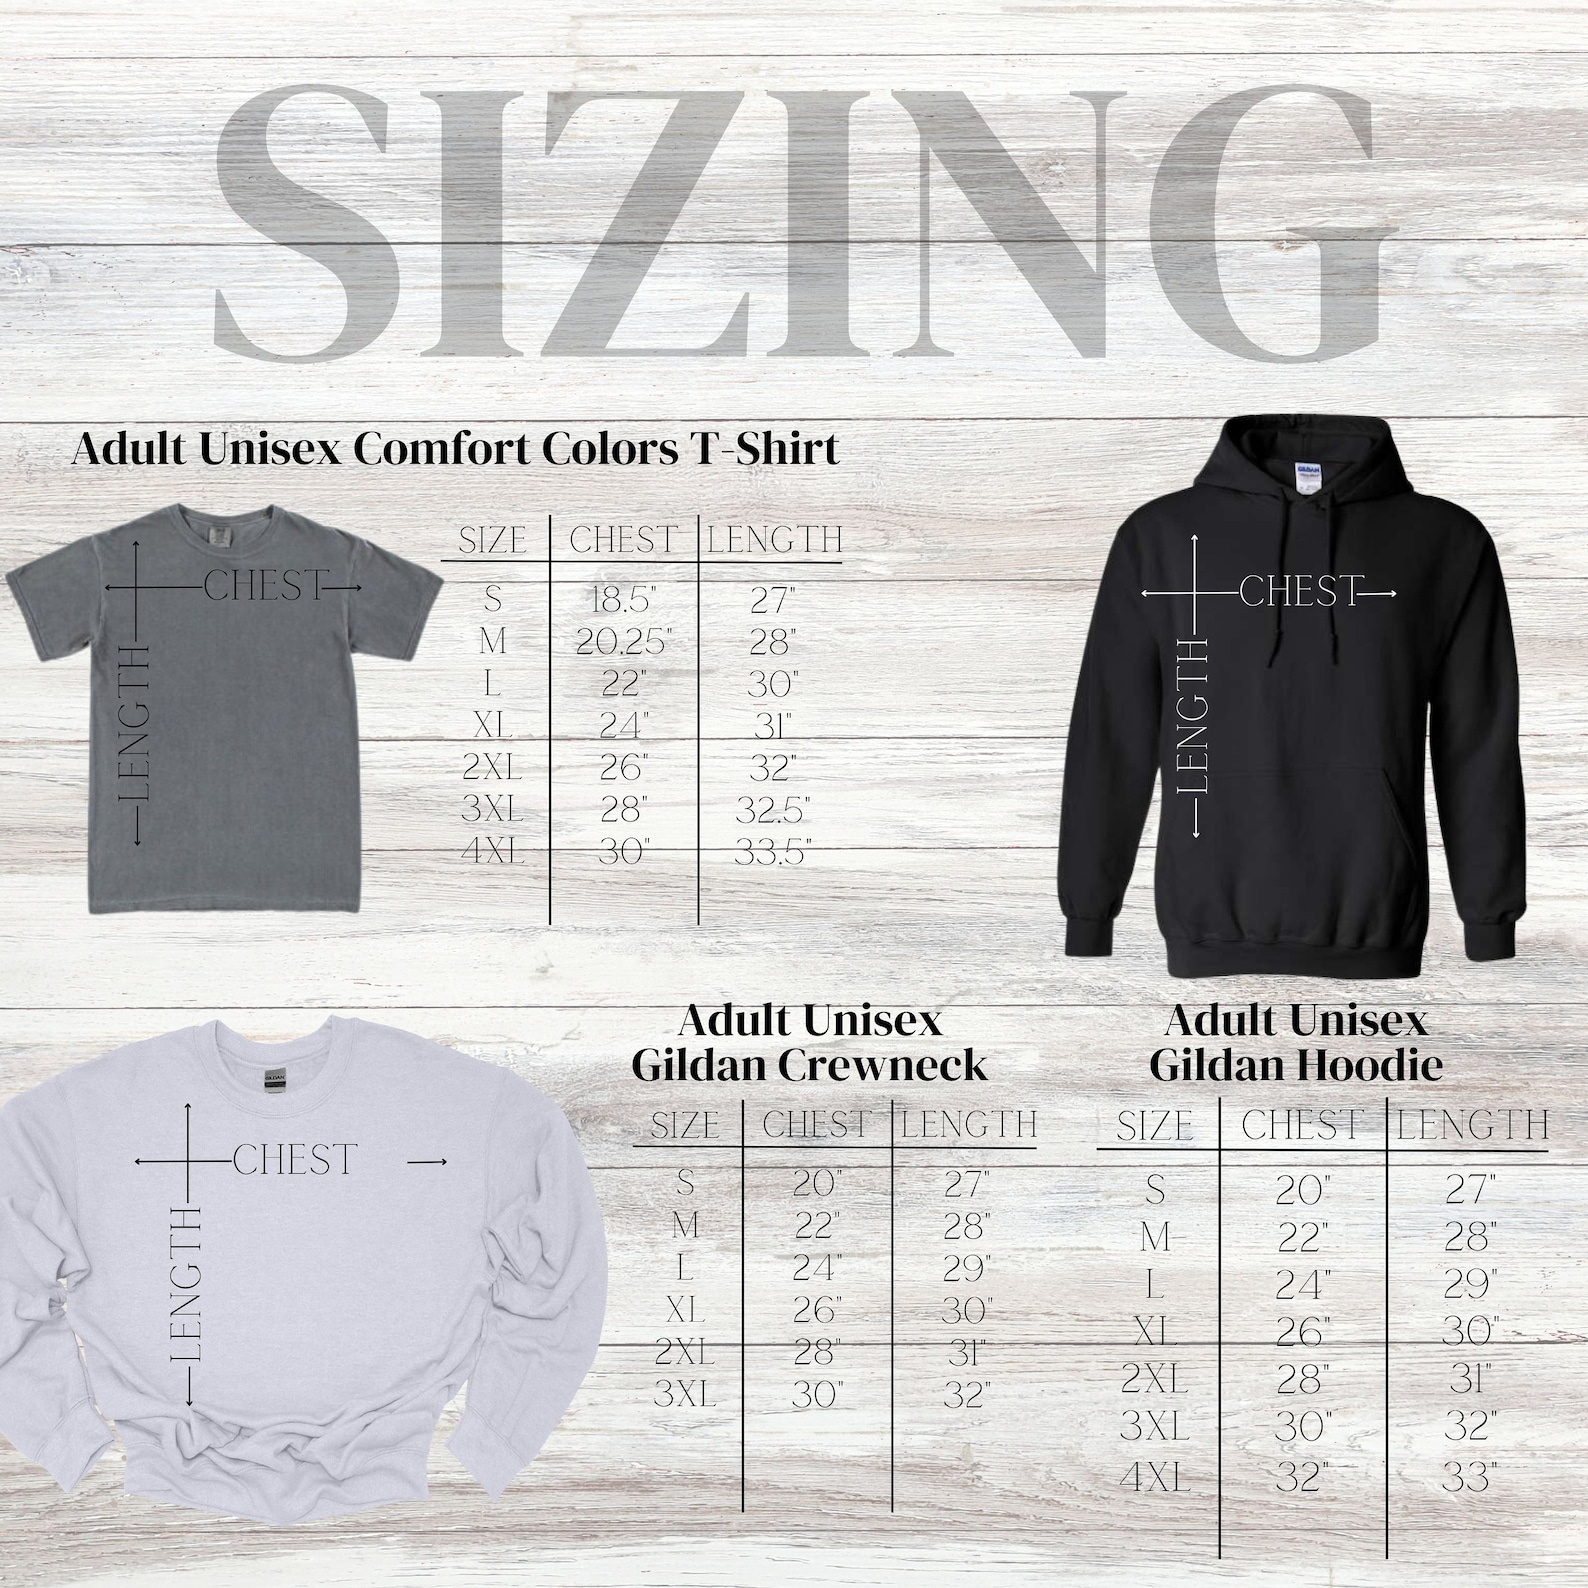 SIZING
Adult Unisex Comfort Colors T-Shirt
CHEST
LENGTH
SIZE CHEST LENGTH
S 18.5" 27"
M 20.25" 28"
L 22" 30"
XL 24" 31"
2XL 26" 32"
3XL 28" 32.5"
4XL 30" 33.5"
GILDAN
CHEST
LENGTH
GILDAN
CHEST
LENGTH
Adult Unisex
Gildan Crewneck
SIZE CHEST LENGTH
S 20" 27"
M 22" 28"
L 24" 29"
XL 26" 30"
2XL 28" 31"
3XL 30" 32"
Adult Unisex
Gildan Hoodie
SIZE CHEST LENGTH
S 20" 27"
M 22" 28"
L 24" 29"
XL 26" 30"
2XL 28" 31"
3XL 30" 32"
4XL 32" 33"